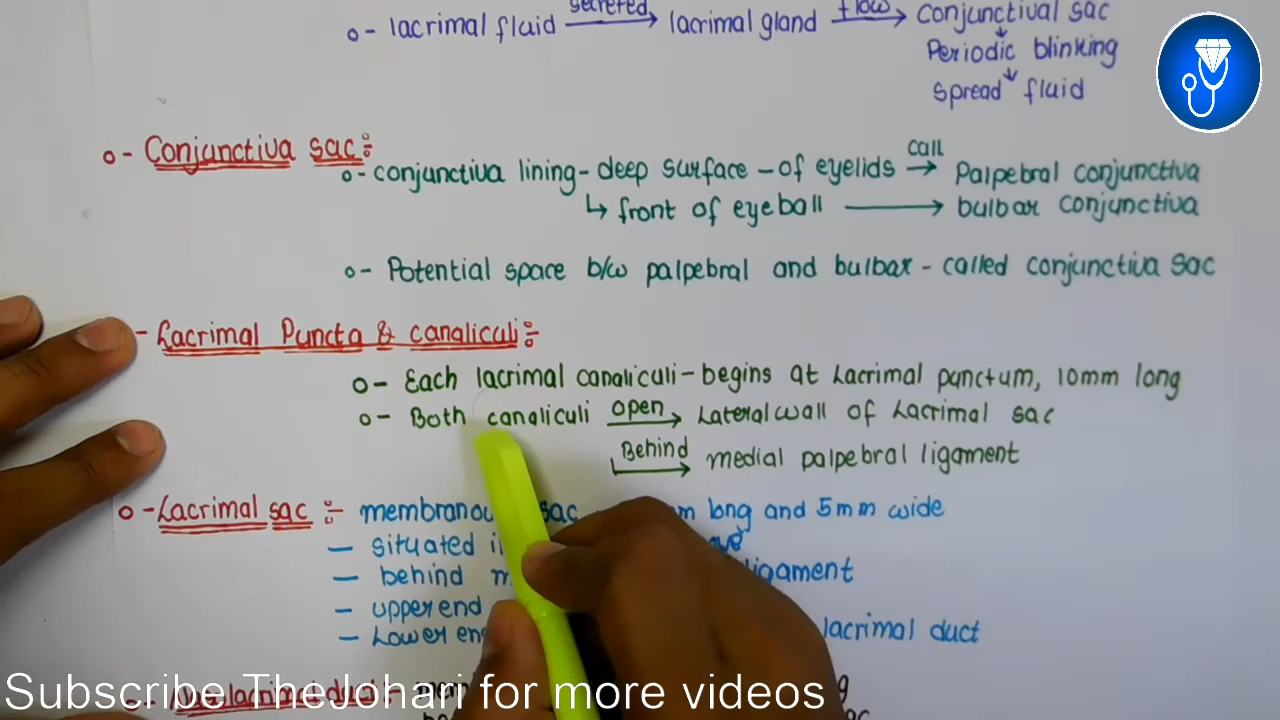 o- lacrimal fluid secreted → lacrimal gland flow → Conjunctival sac
↓
Periodic blinking
↓
spread fluid
o- Conjunctiva sac:-
o- conjunctiva lining - deep surface - of eyelids call → Palpebral conjunctiva
↳ front of eyeball → bulbar conjunctiva
o- Potential space b/w palpebral and bulbar - called conjunctiva sac
- Lacrimal Puncta & canaliculi:-
o- Each lacrimal canaliculi - begins at Lacrimal punctum, 10mm long
o- Both canaliculi open → Lateral wall of Lacrimal sac
Behind → medial palpebral ligament
o- Lacrimal sac :- membranou sac long and 5mm wide
- situated
- behind ligament
- upper end
- Lower en lacrimal duct
Subscribe TheJohari for more videos